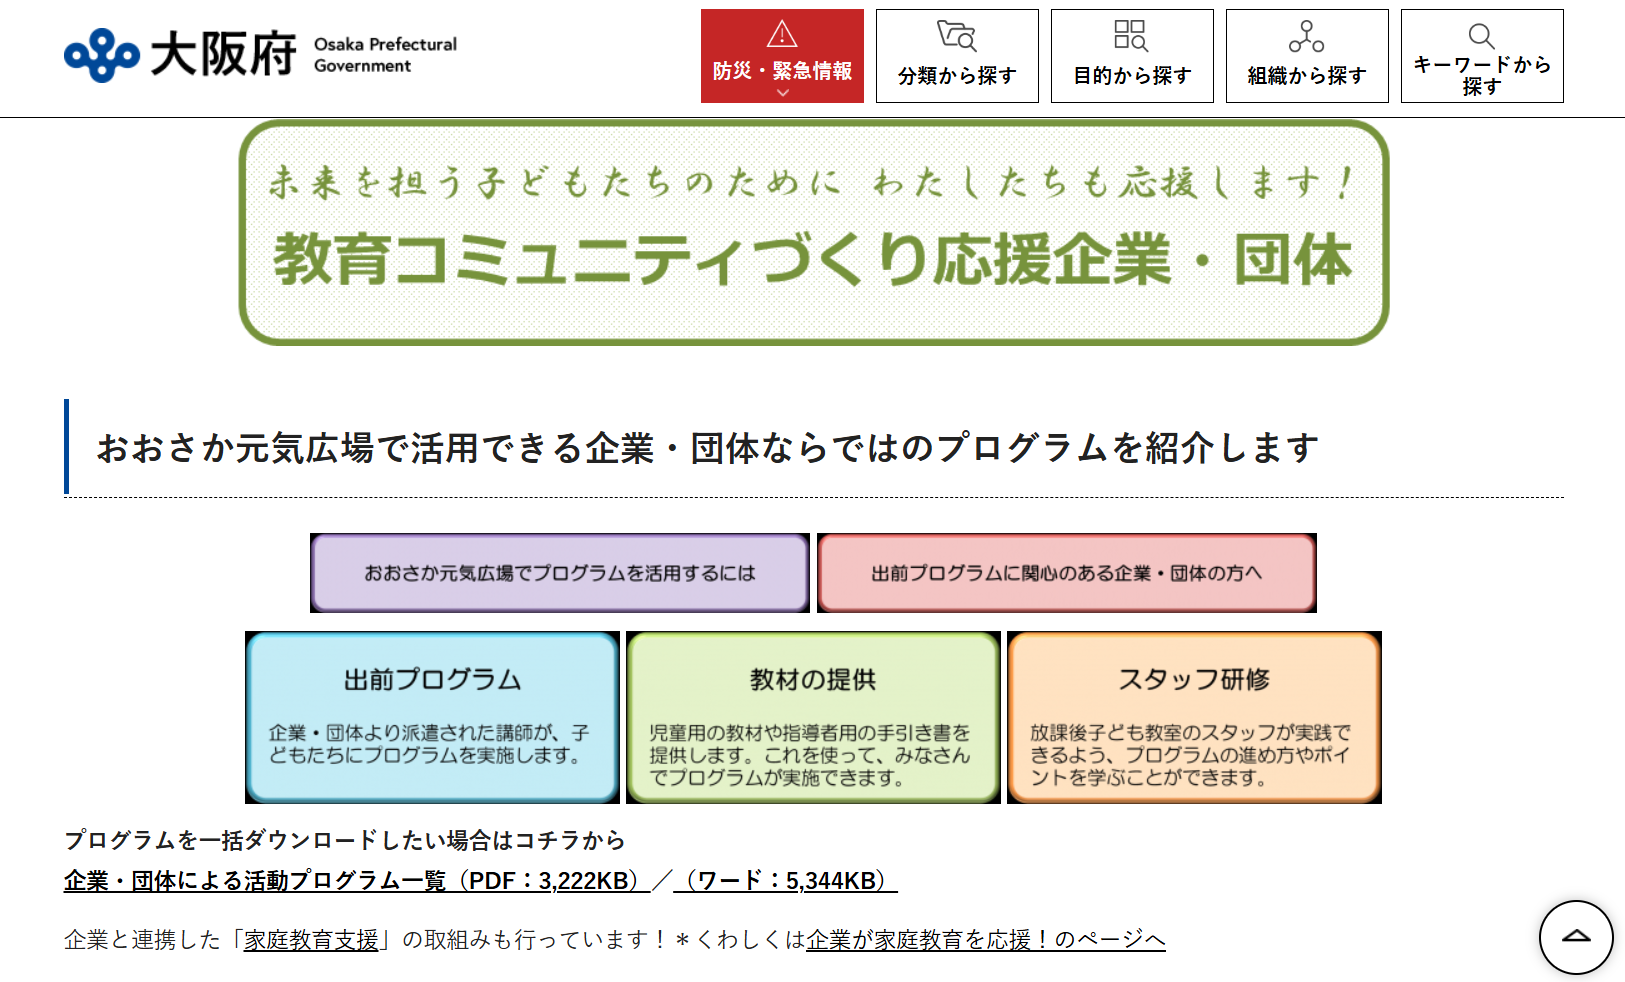 大阪府 Osaka Prefectural
Government
防災・緊急情報
分類から探す
目的から探す
組織から探す
キーワードから
探す
未来を担う子どもたちのために わたしたちも応援します！
教育コミュニティづくり応援企業・団体
おおさか元気広場で活用できる企業・団体ならではのプログラムを紹介します
おおさか元気広場でプログラムを活用するには
出前プログラムに関心のある企業・団体の方へ
出前プログラム
企業・団体より派遣された講師が、子
どもたちにプログラムを実施します。
教材の提供
児童用の教材や指導者用の手引き書を
提供します。これを使って、みなさん
でプログラムが実施できます。
スタッフ研修
放課後子ども教室のスタッフが実践で
きるよう、プログラムの進め方やポイ
ントを学ぶことができます。
プログラムを一括ダウンロードしたい場合はコチラから
企業・団体による活動プログラム一覧（PDF：3,222KB）／（ワード：5,344KB）
企業と連携した「家庭教育支援」の取組みも行っています！＊くわしくは企業が家庭教育を応援！のページへ